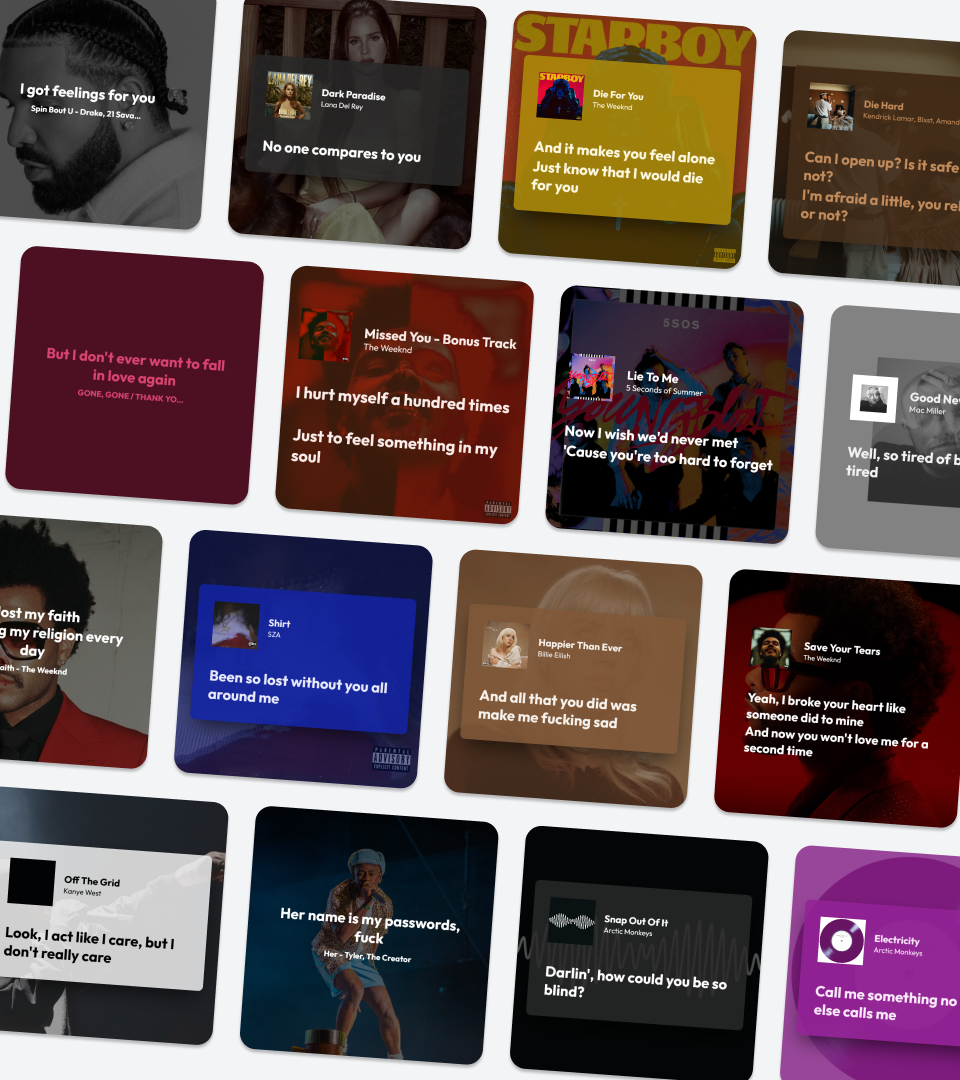 I got feelings for you
Spin Bout U - Drake, 21 Sava...
LANA DEL REY
Dark Paradise
Lana Del Rey
No one compares to you
STARBOY
STARBOY
Die For You
The Weeknd
And it makes you feel alone
Just know that I would die
for you
PARENTAL
ADVISORY
EXPLICIT CONTENT
Die Hard
Kendrick Lamar, Blxst, Amand
Can I open up? Is it safe
not?
I'm afraid a little, you rel
or not?
But I don't ever want to fall
in love again
GONE, GONE / THANK YO...
Missed You - Bonus Track
The Weeknd
I hurt myself a hundred times
Just to feel something in my
soul
PARENTAL
ADVISORY
EXPLICIT CONTENT
5SOS
YOUNGBLOOD
Lie To Me
5 Seconds of Summer
Now I wish we'd never met
'Cause you're too hard to forget
Good Nev
Mac Miller
Well, so tired of b
tired
lost my faith
g my religion every
day
aith - The Weeknd
Shirt
SZA
Been so lost without you all
around me
PARENTAL
ADVISORY
EXPLICIT CONTENT
Happier Than Ever
Billie Eilish
And all that you did was
make me fucking sad
Save Your Tears
The Weeknd
Yeah, I broke your heart like
someone did to mine
And now you won't love me for a
second time
Off The Grid
Kanye West
Look, I act like I care, but I
don't really care
Her name is my passwords,
fuck
Her - Tyler, The Creator
Snap Out Of It
Arctic Monkeys
Darlin', how could you be so
blind?
Electricity
Arctic Monkeys
Call me something no
else calls me